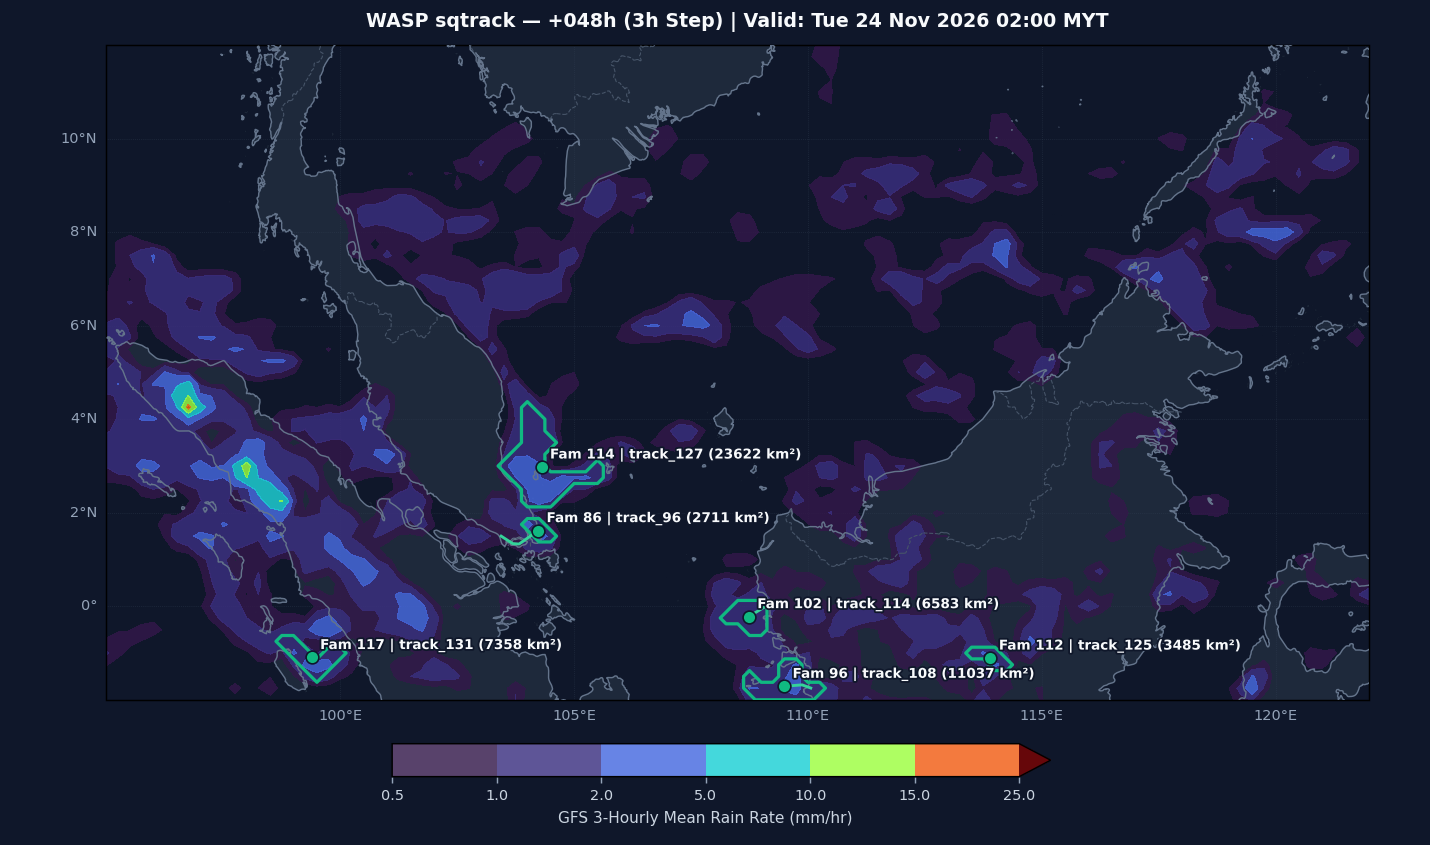 WASP sqtrack — +048h (3h Step) | Valid: Tue 24 Nov 2026 02:00 MYT
10°N
8°N
6°N
4°N
2°N
0°
Fam 114 | track_127 (23622 km²)
Fam 86 | track_96 (2711 km²)
Fam 102 | track_114 (6583 km²)
Fam 117 | track_131 (7358 km²)
Fam 112 | track_125 (3485 km²)
Fam 96 | track_108 (11037 km²)
100°E 105°E 110°E 115°E 120°E
0.5 1.0 2.0 5.0 10.0 15.0 25.0
GFS 3-Hourly Mean Rain Rate (mm/hr)